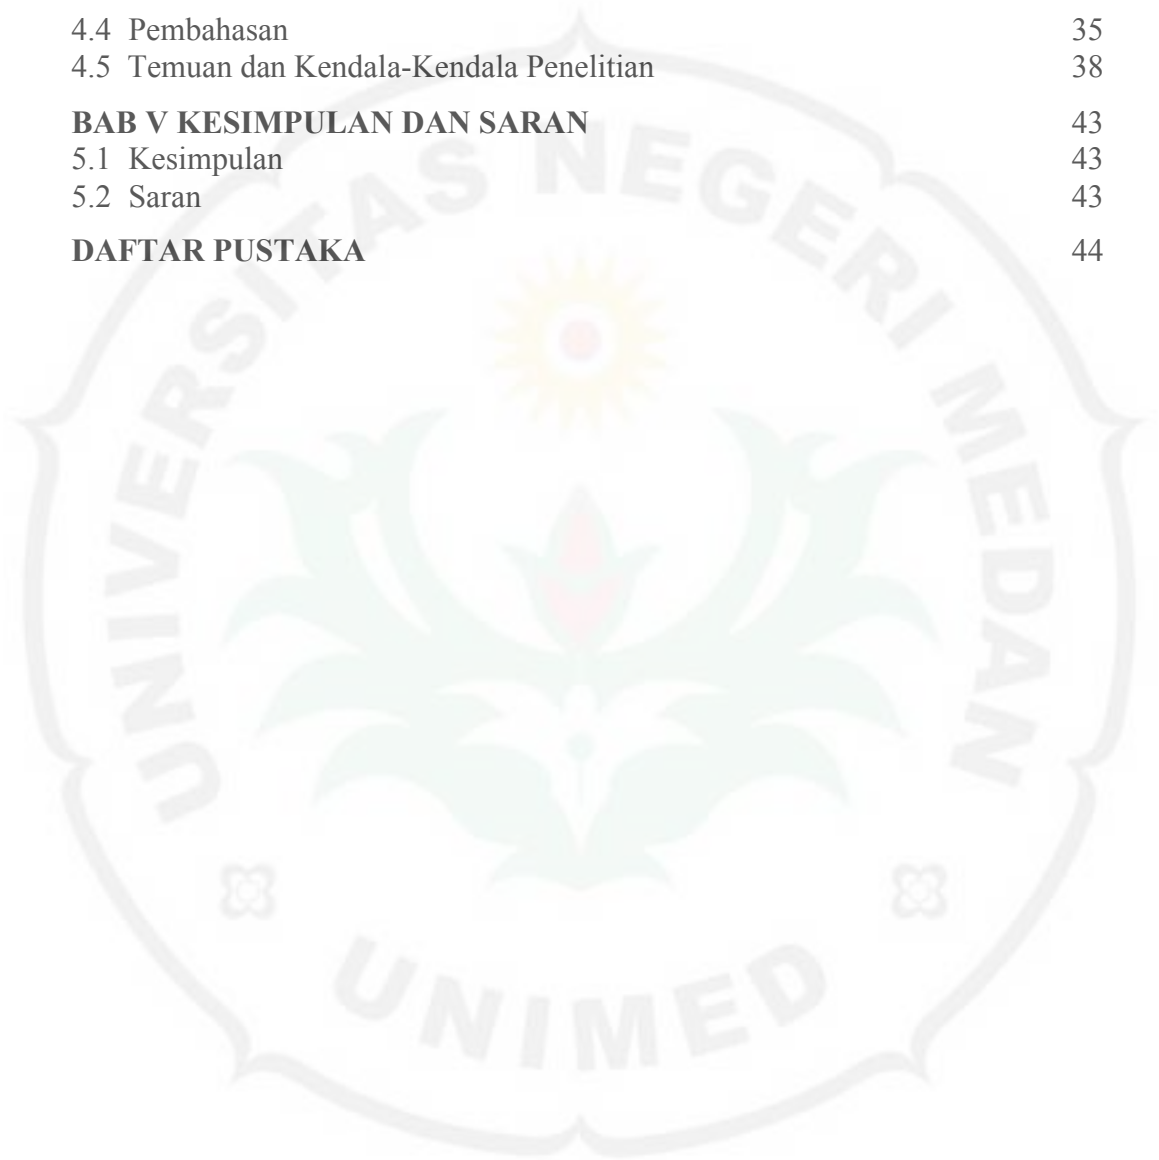 4.4 Pembahasan 35
4.5 Temuan dan Kendala-Kendala Penelitian 38
BAB V KESIMPULAN DAN SARAN 43
5.1 Kesimpulan 43
5.2 Saran 43
DAFTAR PUSTAKA 44
UNIVERSITAS NEGERI MEDAN
UNIMED